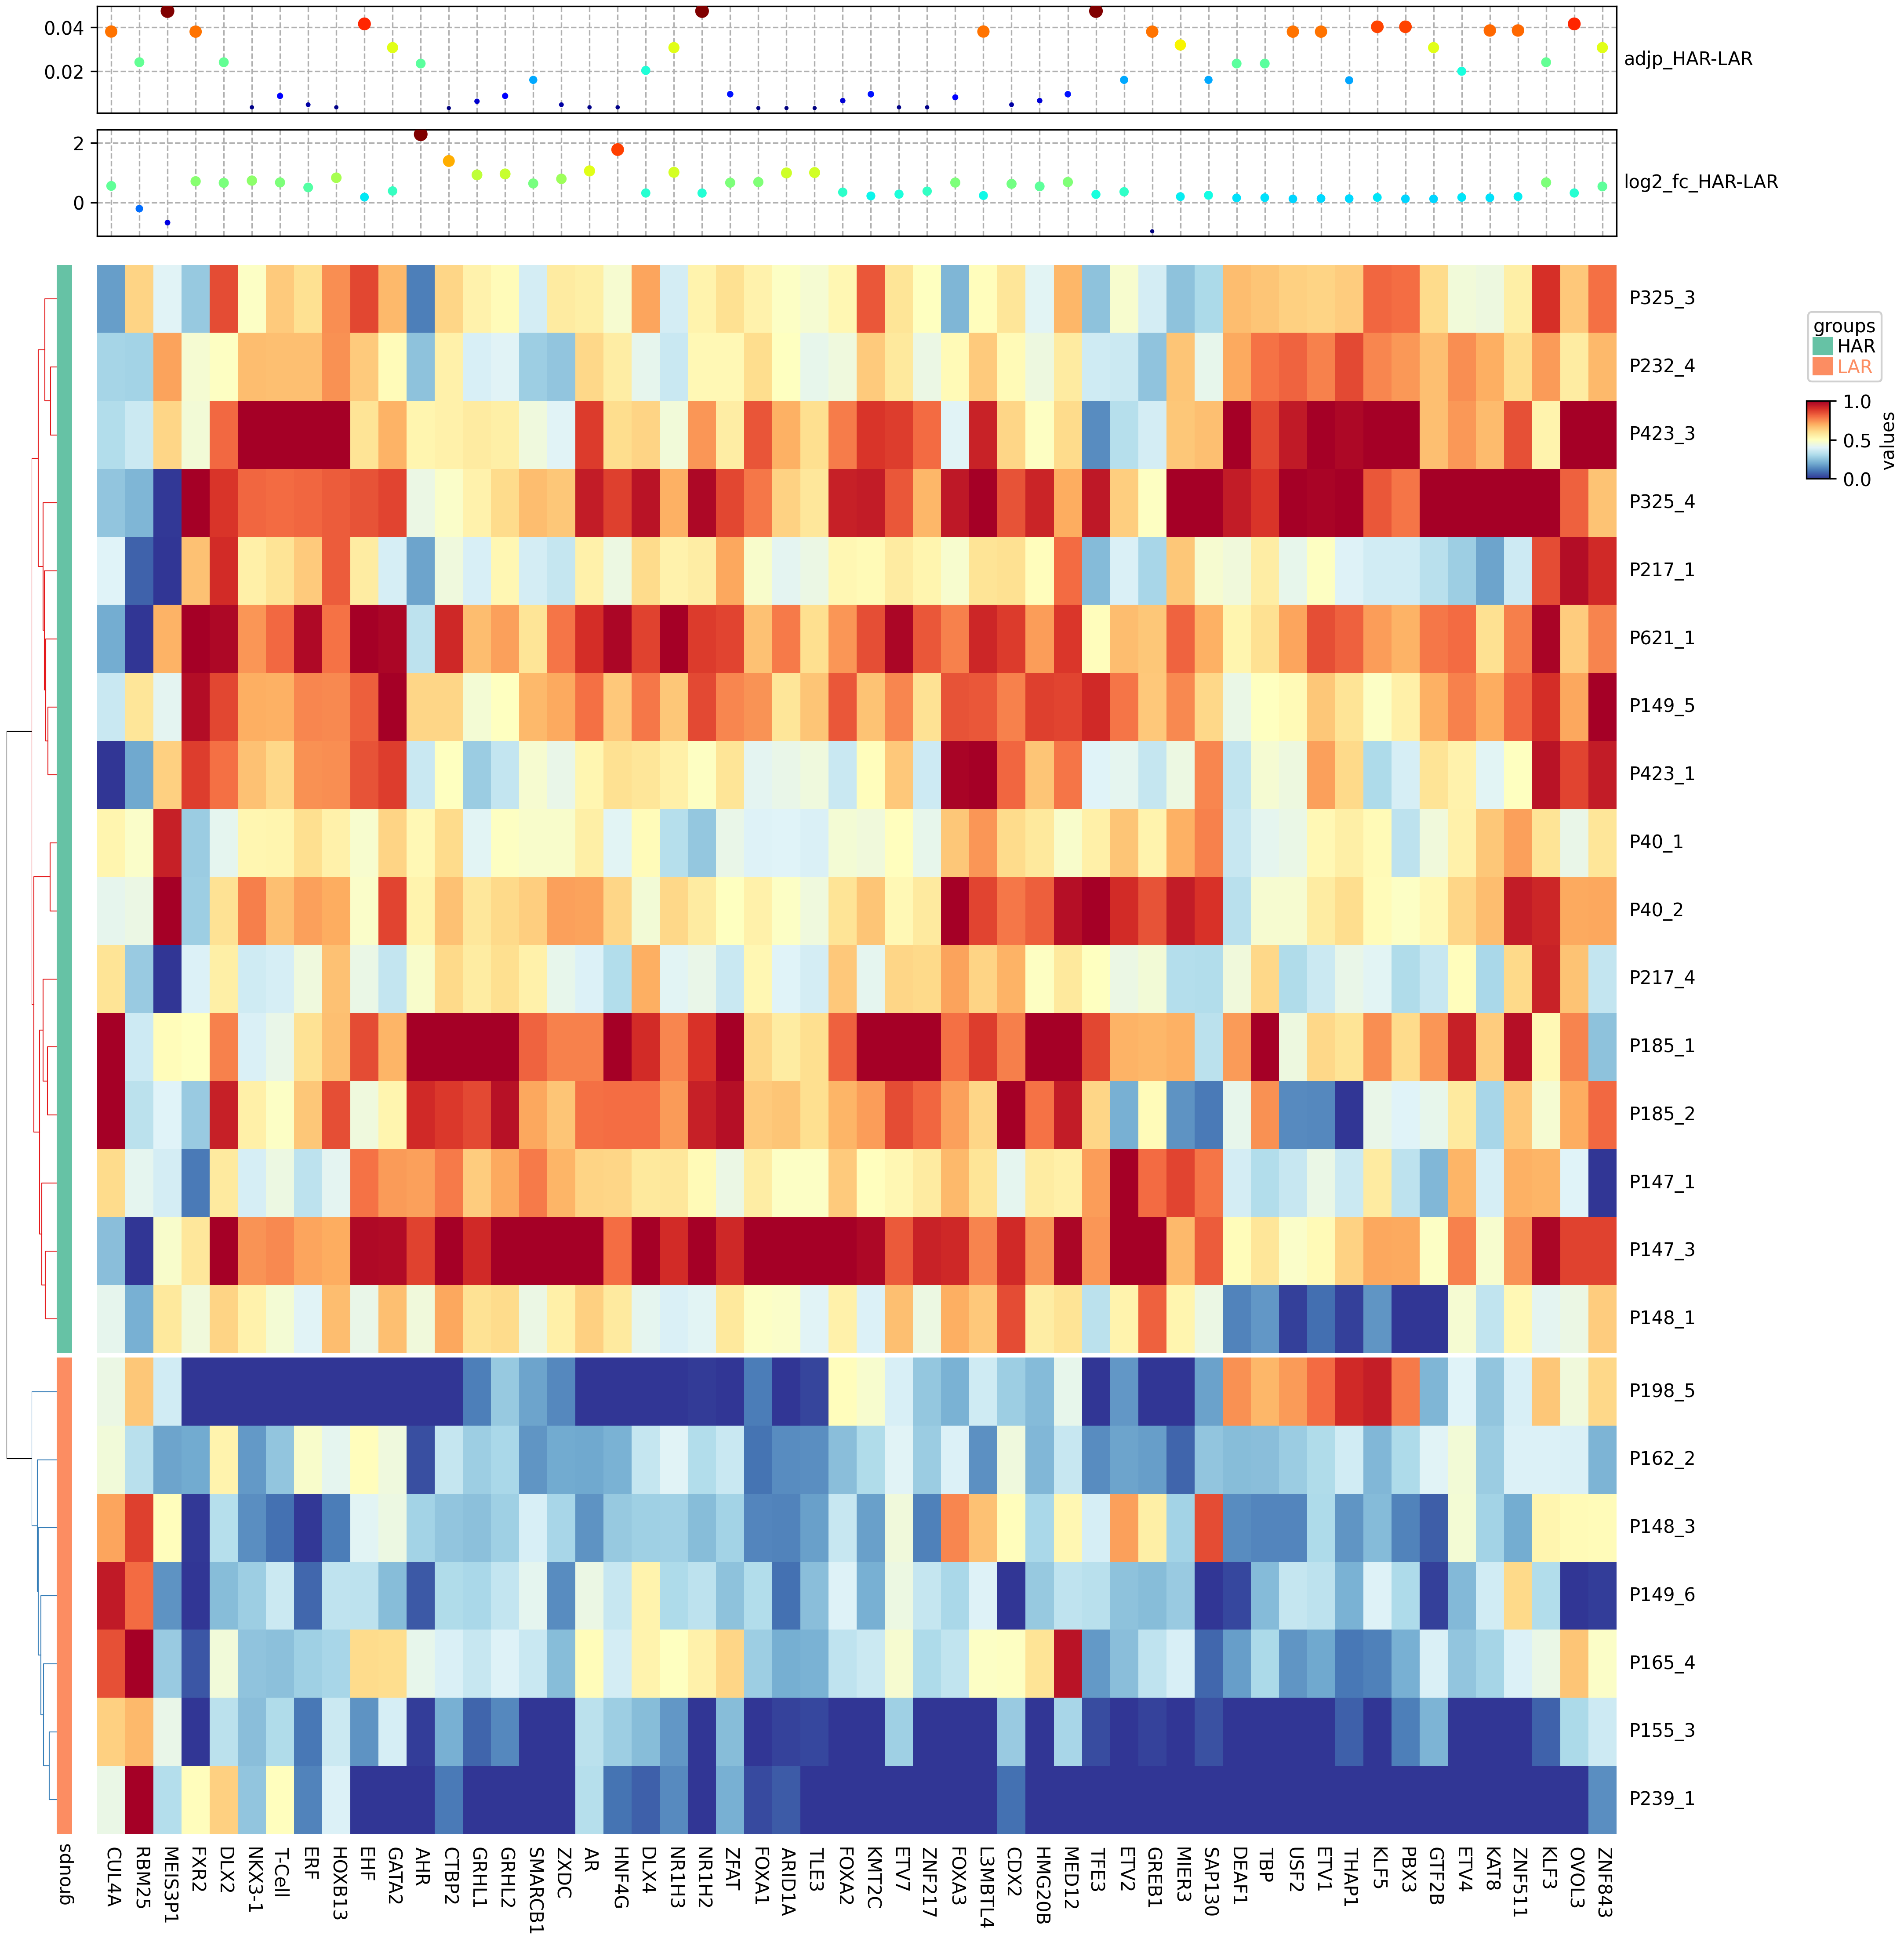 0.04
0.02
adjp_HAR-LAR
2
0
log2_fc_HAR-LAR
groups
HAR
LAR
1.0
0.5
0.0
values
P325_3
P232_4
P423_3
P325_4
P217_1
P621_1
P149_5
P423_1
P40_1
P40_2
P217_4
P185_1
P185_2
P147_1
P147_3
P148_1
P198_5
P162_2
P148_3
P149_6
P165_4
P155_3
P239_1
groups
CUL4A
RBM25
MEIS3P1
FXR2
DLX2
NKX3-1
T-Cell
ERF
HOXB13
EHF
GATA2
AHR
CTBP2
GRHL1
GRHL2
SMARCB1
ZXDC
AR
HNF4G
DLX4
NR1H3
NR1H2
ZFAT
FOXA1
ARID1A
TLE3
FOXA2
KMT2C
ETV7
ZNF217
FOXA3
L3MBTL4
CDX2
HMG20B
MED12
TFE3
ETV2
GREB1
MIER3
SAP130
DEAF1
TBP
USF2
ETV1
THAP1
KLF5
PBX3
GTF2B
ETV4
KAT8
ZNF511
KLF3
OVOL3
ZNF843